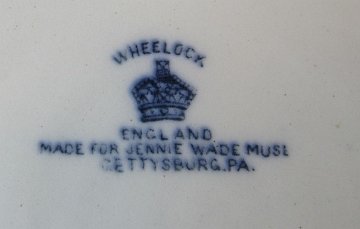 WHEELOCK
ENGLAND
MADE FOR JENNIE WADE MUSE
GETTYSBURG, PA.